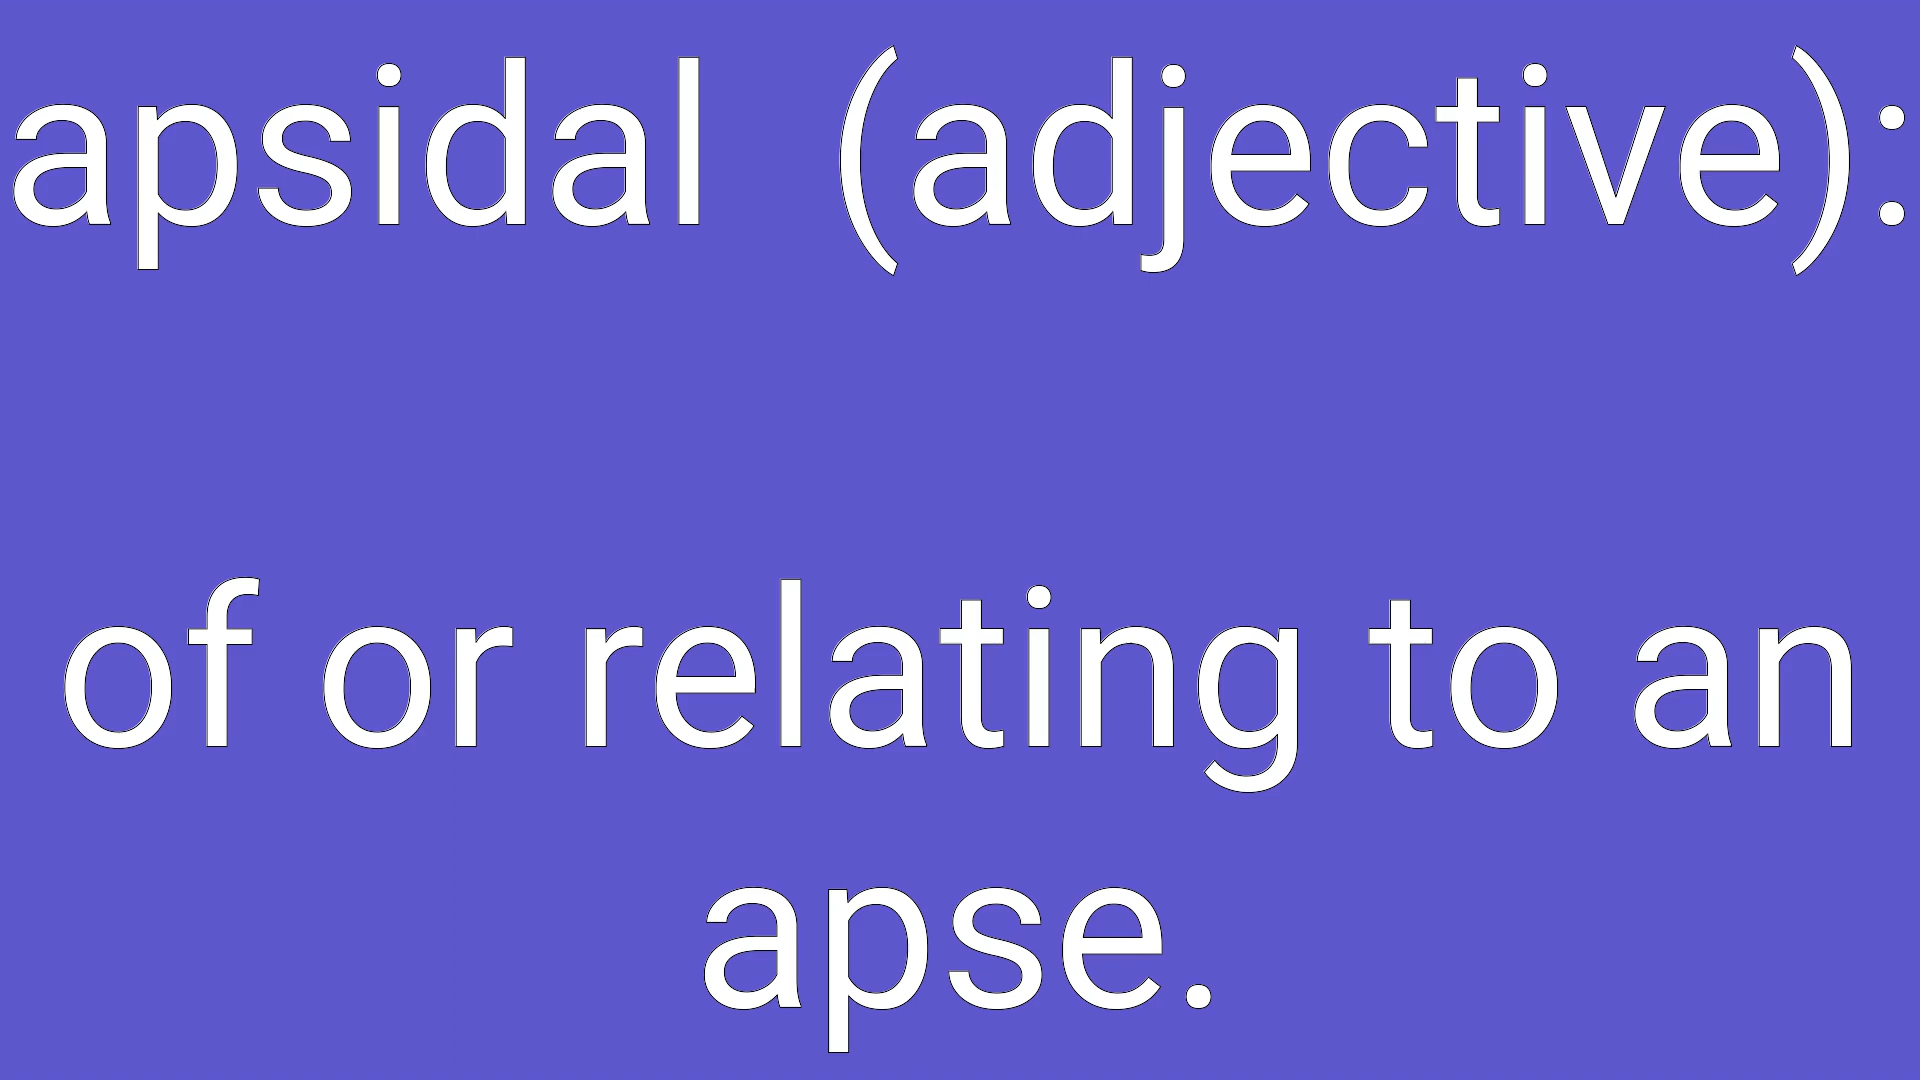 apsidal (adjective):
of or relating to an
apse.